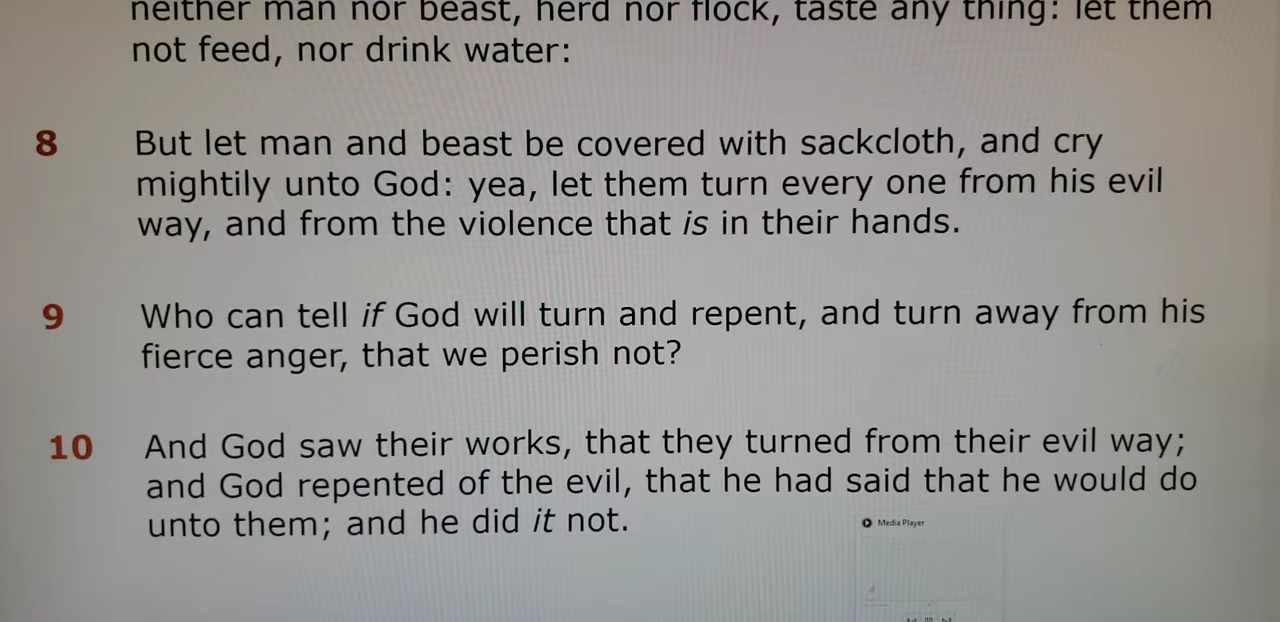 neither man nor beast, herd nor flock, taste any thing: let them
not feed, nor drink water:
8 But let man and beast be covered with sackcloth, and cry
mightily unto God: yea, let them turn every one from his evil
way, and from the violence that is in their hands.
9 Who can tell if God will turn and repent, and turn away from his
fierce anger, that we perish not?
10 And God saw their works, that they turned from their evil way;
and God repented of the evil, that he had said that he would do
unto them; and he did it not.
Media Player